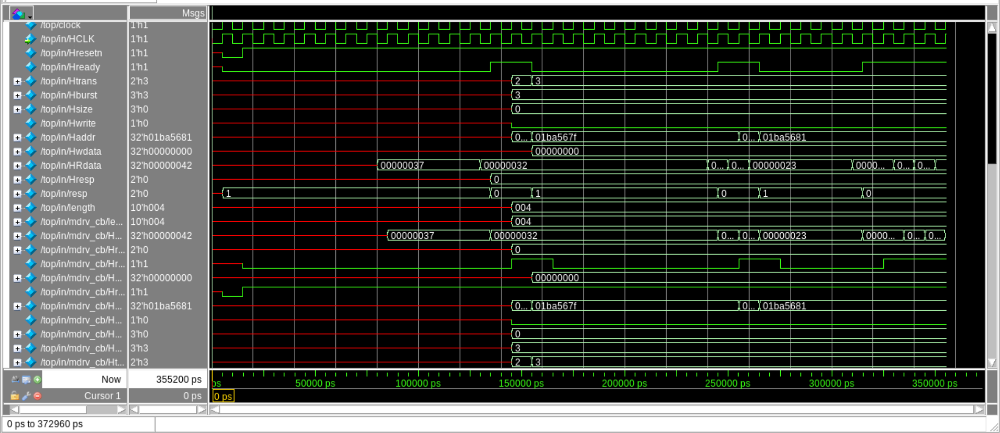 Msgs
/top/clock 1'h1
/top/in/HCLK 1'h1
/top/in/Hresetn 1'h1
/top/in/Hready 1'h1
/top/in/Htrans 2'h3 2 3
/top/in/Hburst 3'h3 3
/top/in/Hsize 3'h0 0
/top/in/Hwrite 1'h0
/top/in/Haddr 32'h01ba5681 0... 01ba567f 0... 01ba5681
/top/in/Hwdata 32'h00000000 00000000
/top/in/HRdata 32'h00000042 00000037 00000032 0... 0... 00000023 0000... 0... 0...
/top/in/Hresp 2'h0 0
/top/in/resp 2'h0 1 0 1 0 1 0
/top/in/length 10'h004 004
/top/in/mdrv_cb/le... 10'h004 004
/top/in/mdrv_cb/H... 32'h00000042 00000037 00000032 0... 0... 00000023 0000... 0... 0...
/top/in/mdrv_cb/Hr... 2'h0 0
/top/in/mdrv_cb/Hr... 1'h1
/top/in/mdrv_cb/H... 32'h00000000 00000000
/top/in/mdrv_cb/Hr... 1'h1
/top/in/mdrv_cb/H... 32'h01ba5681 0... 01ba567f 0... 01ba5681
/top/in/mdrv_cb/H... 1'h0
/top/in/mdrv_cb/H... 3'h0 0
/top/in/mdrv_cb/H... 3'h3 3
/top/in/mdrv_cb/Ht... 2'h3 2 3
Now 355200 ps ps 50000 ps 100000 ps 150000 ps 200000 ps 250000 ps 300000 ps 350000 ps
Cursor 1 0 ps 0 ps
0 ps to 372960 ps